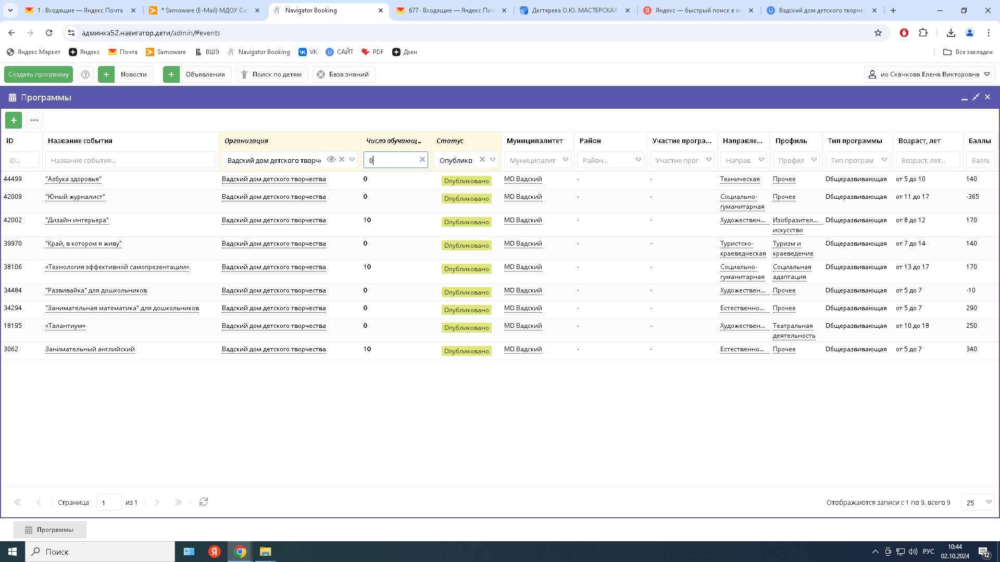 1 · Входящие — Яндекс Почта
* Samoware (E-Mail) МДОУ Со
Navigator Booking
677 · Входящие — Яндекс Поч
Дегтярева О.Ю. МАСТЕРСКАЯ
Яндекс — быстрый поиск в ин
Вадский дом детского творчес
админка52.навигатор.дети/admin/#events
Яндекс Маркет
Яндекс
Почта
Samoware
ВШЭ
Navigator Booking
VK
САЙТ
PDF
Дзен
Все закладки
Создать программу
Новости
Объявления
Поиск по детям
База знаний
ио Скачкова Елена Викторовна
Программы
iD Название события Организация Число обучающ... Статус Муниципалитет Район Участие програ... Направле... Профиль Тип программы Возраст, лет Баллы
iD... Название события... Вадский дом детского творч 0 Опублико Муниципалит Район... Участие прог Направ. Профил Тип програм Возраст, лет... Баллы
44499 "Азбука здоровья" Вадский дом детского творчества 0 Опубликовано МО Вадский - - Техническая Прочее Общеразвивающая от 5 до 10 140
42009 "Юный журналист" Вадский дом детского творчества 0 Опубликовано МО Вадский - - Социально- Прочее Общеразвивающая от 11 до 17 -365
гуманитарная
42002 "Дизайн интерьера" Вадский дом детского творчества 10 Опубликовано МО Вадский - - Художествен... Изобразител... Общеразвивающая от 8 до 12 170
искусство
39970 "Край, в котором я живу" Вадский дом детского творчества 0 Опубликовано МО Вадский - - Туристско- Туризм и Общеразвивающая от 7 до 14 140
краеведческая краеведение
38106 «Технология эффективной самопрезентации» Вадский дом детского творчества 10 Опубликовано МО Вадский - - Социально- Социальная Общеразвивающая от 13 до 17 170
гуманитарная адаптация
34484 "Развивайка" для дошкольников Вадский дом детского творчества 0 Опубликовано МО Вадский - - Художествен... Прочее Общеразвивающая от 5 до 7 -10
34294 "Занимательная математика" для дошкольников Вадский дом детского творчества 0 Опубликовано МО Вадский - - Естественно... Прочее Общеразвивающая от 5 до 7 290
18195 «Талантиум» Вадский дом детского творчества 0 Опубликовано МО Вадский - - Художествен... Театральная Общеразвивающая от 10 до 18 250
деятельность
3062 Занимательный английский Вадский дом детского творчества 10 Опубликовано МО Вадский - - Естественно... Прочее Общеразвивающая от 5 до 7 340
Страница 1 из 1
Отображаются записи с 1 по 9, всего 9 25
Программы
Поиск
РУС
10:44
02.10.2024
12